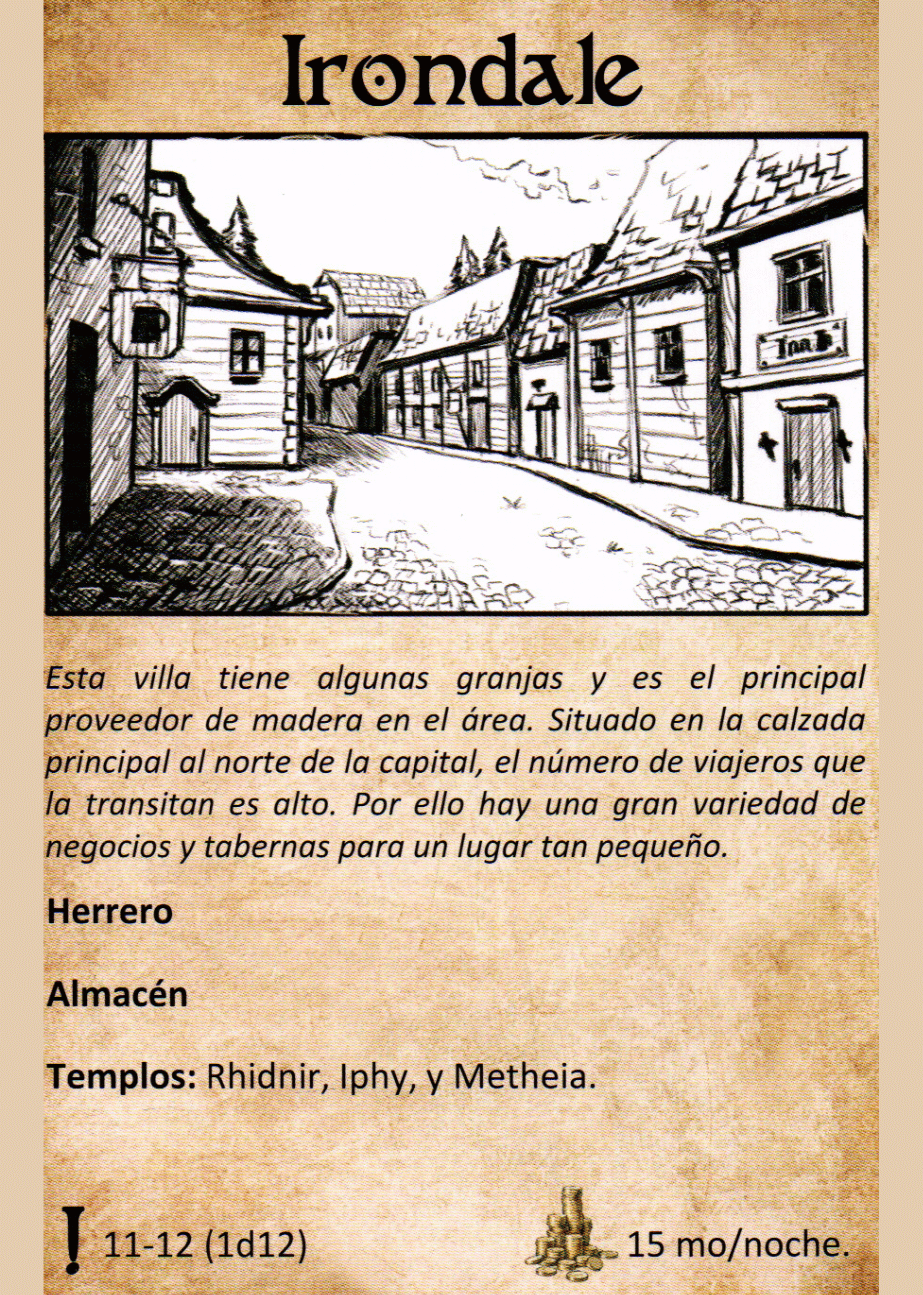 Irondale
Inn
Esta villa tiene algunas granjas y es el principal
proveedor de madera en el área. Situado en la calzada
principal al norte de la capital, el número de viajeros que
la transitan es alto. Por ello hay una gran variedad de
negocios y tabernas para un lugar tan pequeño.
Herrero
Almacén
Templos: Rhidnir, Iphy, y Metheia.
! 11-12 (1d12)
15 mo/noche.